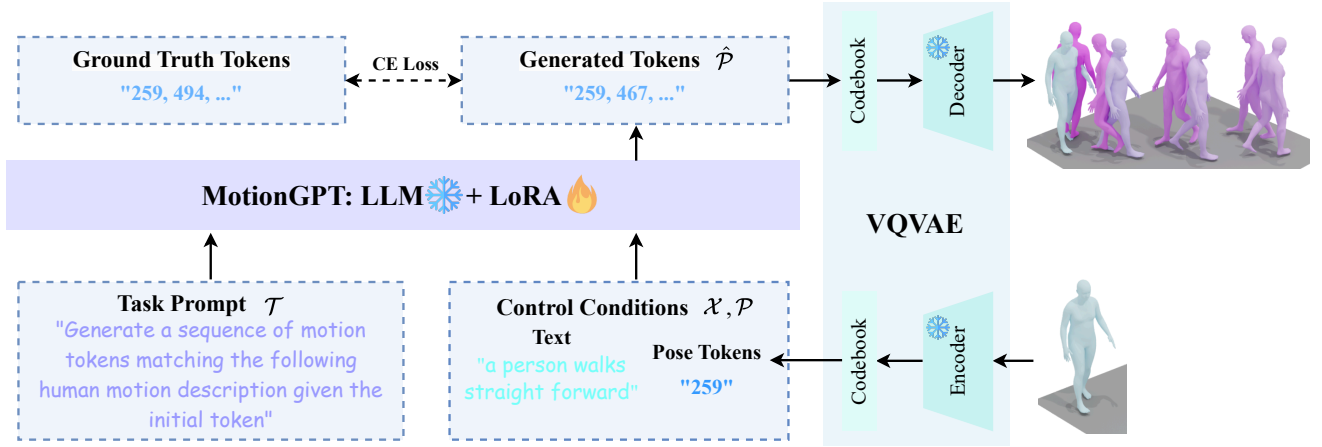 Ground Truth Tokens
"259, 494, ..."
CE Loss
Generated Tokens 𝒫̂
"259, 467, ..."
Codebook
Decoder
MotionGPT: LLM + LoRA
VQVAE
Task Prompt 𝒯
"Generate a sequence of motion
tokens matching the following
human motion description given the
initial token"
Control Conditions 𝒳, 𝒫
Text
"a person walks
straight forward"
Pose Tokens
"259"
Codebook
Encoder